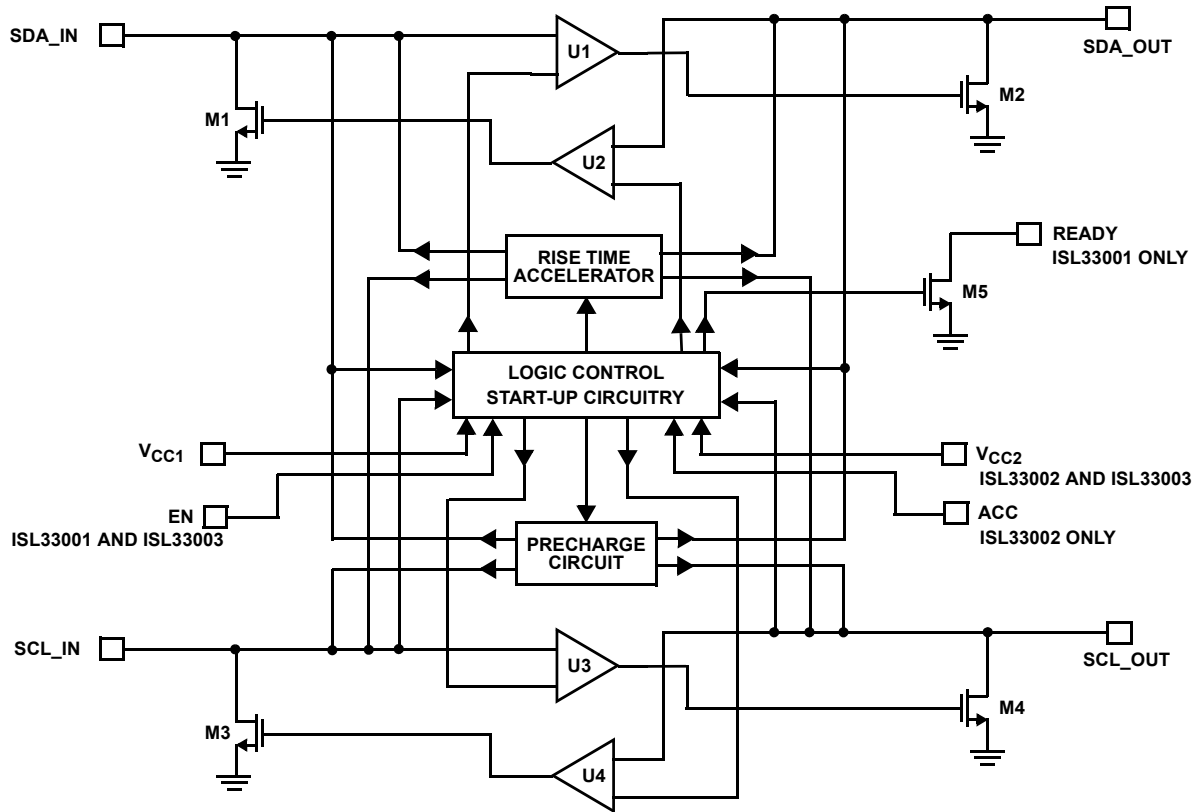 SDA_IN
U1
SDA_OUT
M1
M2
U2
RISE TIME
ACCELERATOR
READY
ISL33001 ONLY
M5
LOGIC CONTROL
START-UP CIRCUITRY
VCC1
VCC2
ISL33002 AND ISL33003
EN
ISL33001 AND ISL33003
ACC
ISL33002 ONLY
PRECHARGE
CIRCUIT
SCL_IN
U3
SCL_OUT
M3
M4
U4